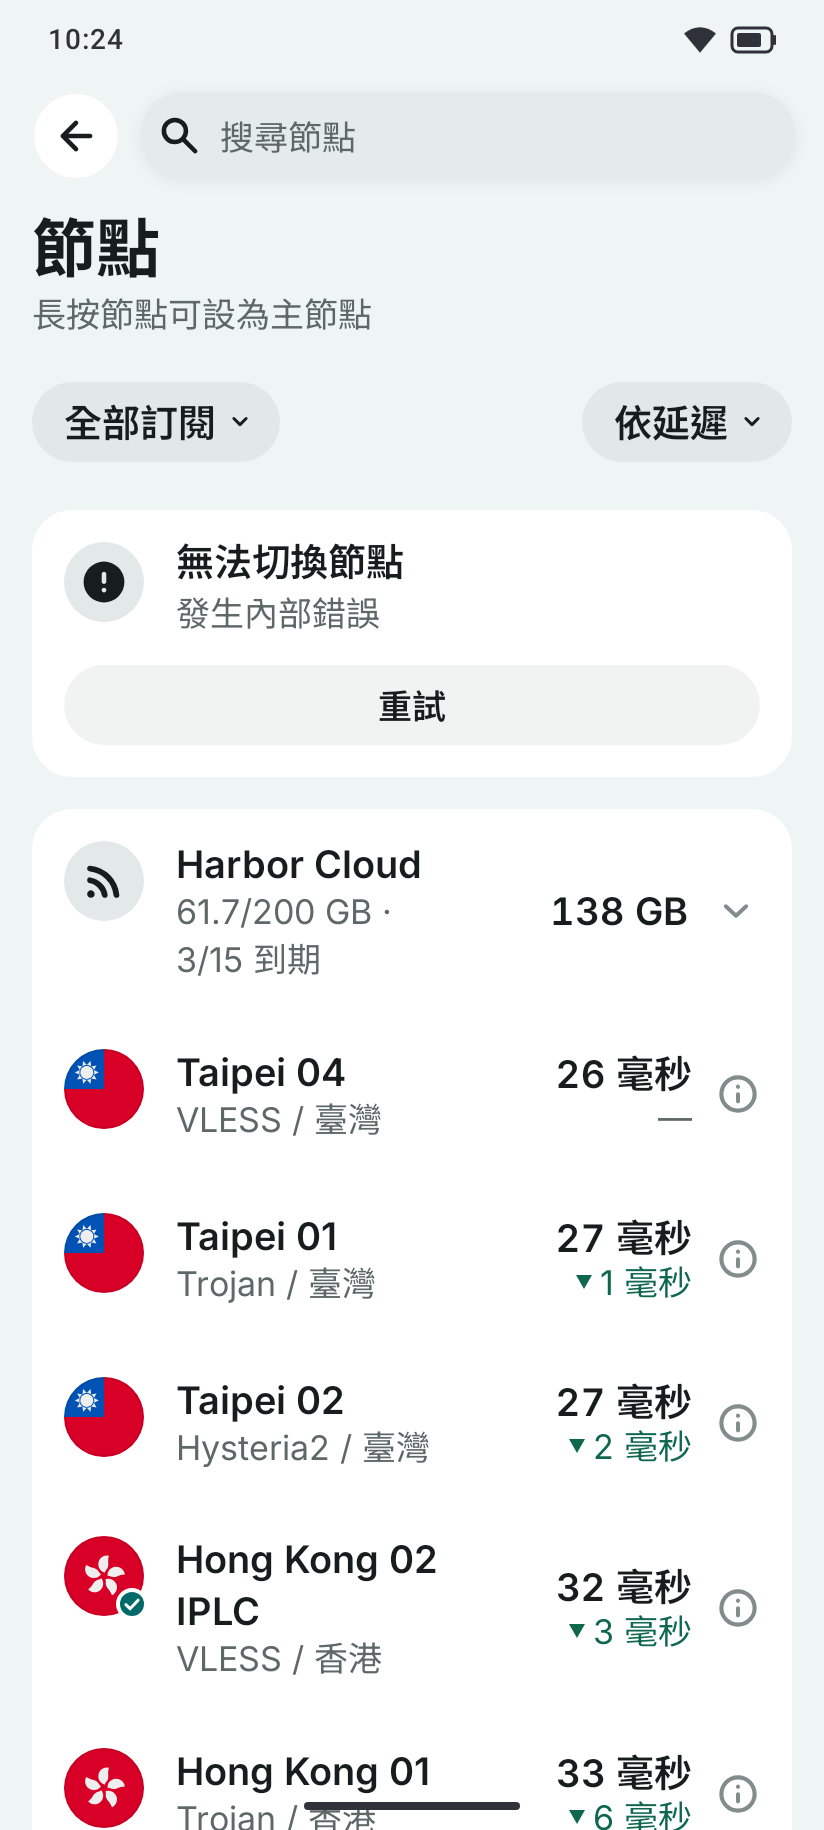 10:24
搜尋節點
節點
長按節點可設為主節點
全部訂閱
依延遲
無法切換節點
發生內部錯誤
重試
Harbor Cloud
61.7/200 GB ·
3/15 到期
138 GB
Taipei 04
VLESS / 臺灣
26 毫秒
—
Taipei 01
Trojan / 臺灣
27 毫秒
▼1 毫秒
Taipei 02
Hysteria2 / 臺灣
27 毫秒
▼2 毫秒
Hong Kong 02
IPLC
VLESS / 香港
32 毫秒
▼3 毫秒
Hong Kong 01
Trojan / 香港
33 毫秒
▼6 毫秒